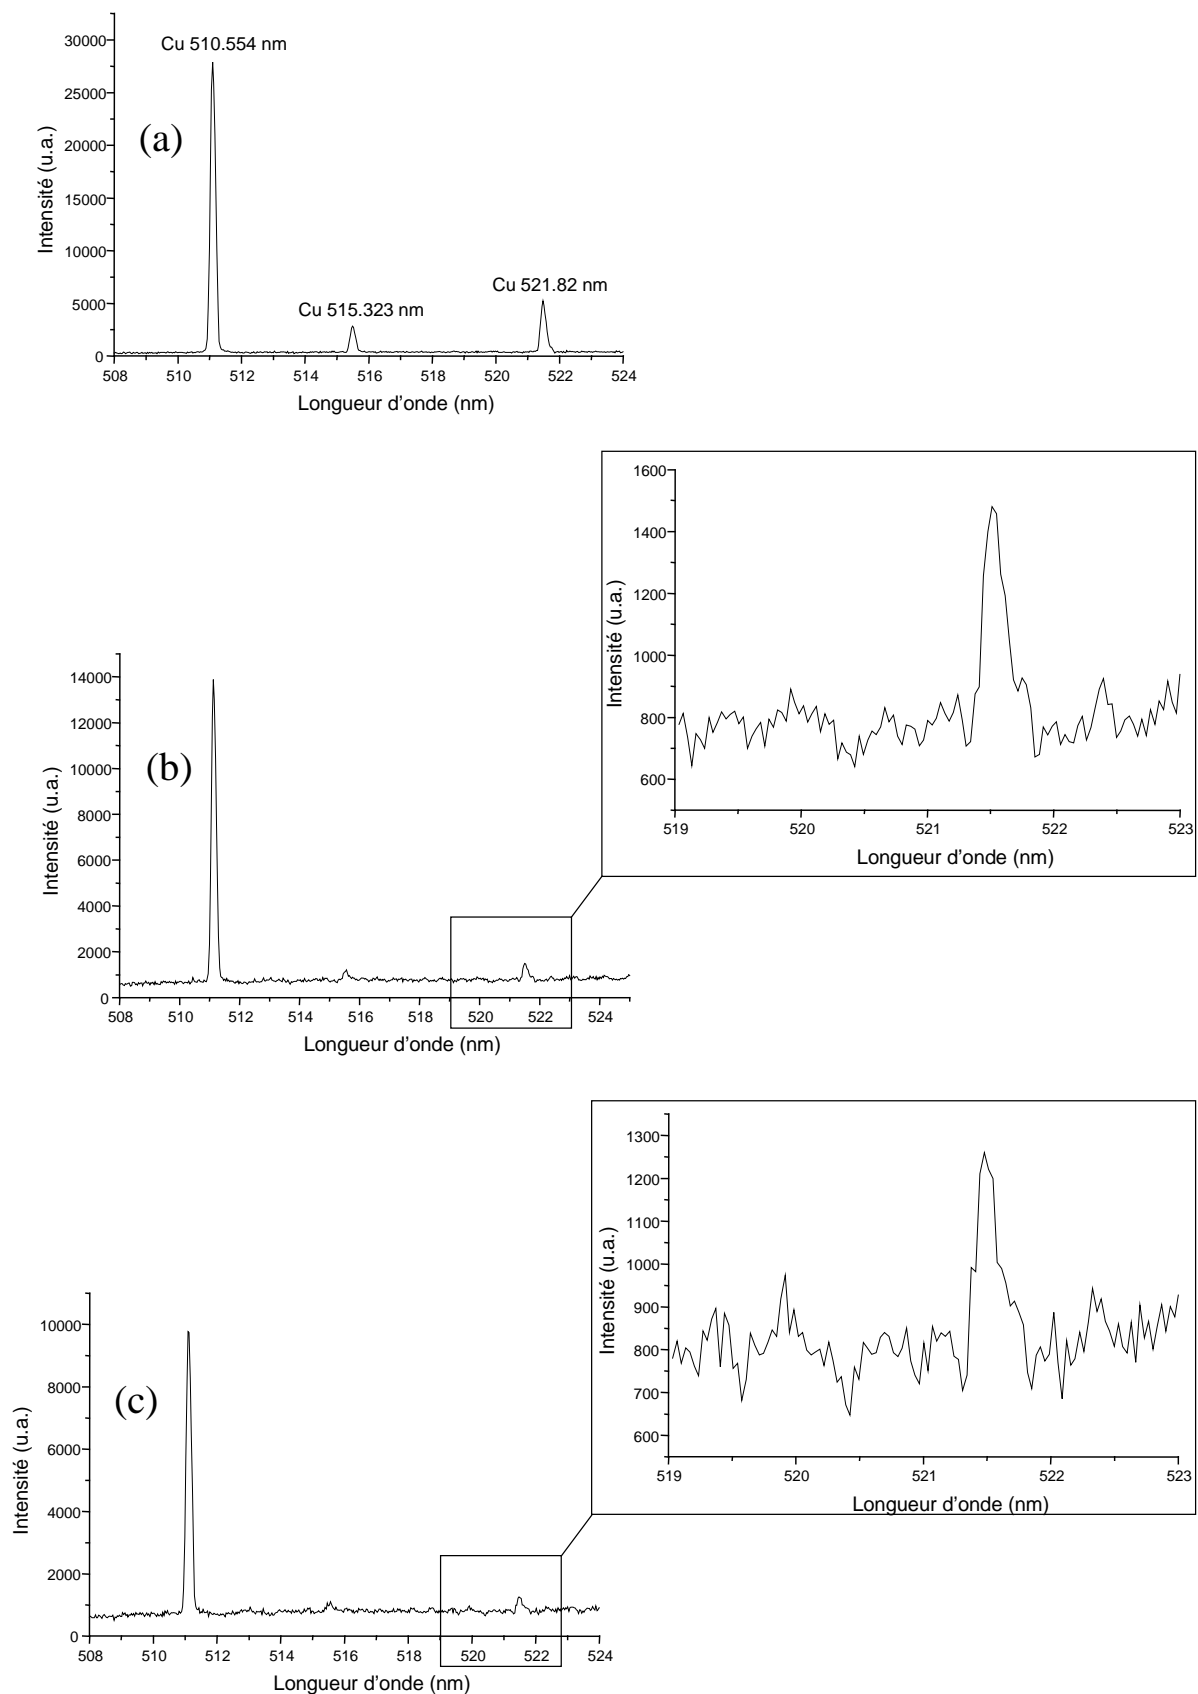 Cu 510.554 nm
Cu 515.323 nm
Cu 521.82 nm
(a)
Intensité (u.a.)
30000
25000
20000
15000
10000
5000
0
508 510 512 514 516 518 520 522 524
Longueur d'onde (nm)
1600
1400
1200
1000
800
600
Intensité (u.a.)
519 520 521 522 523
Longueur d'onde (nm)
(b)
Intensité (u.a.)
14000
12000
10000
8000
6000
4000
2000
0
508 510 512 514 516 518 520 522 524
Longueur d'onde (nm)
1300
1200
1100
1000
900
800
700
600
Intensité (u.a.)
519 520 521 522 523
Longueur d'onde (nm)
(c)
Intensité (u.a.)
10000
8000
6000
4000
2000
0
508 510 512 514 516 518 520 522 524
Longueur d'onde (nm)